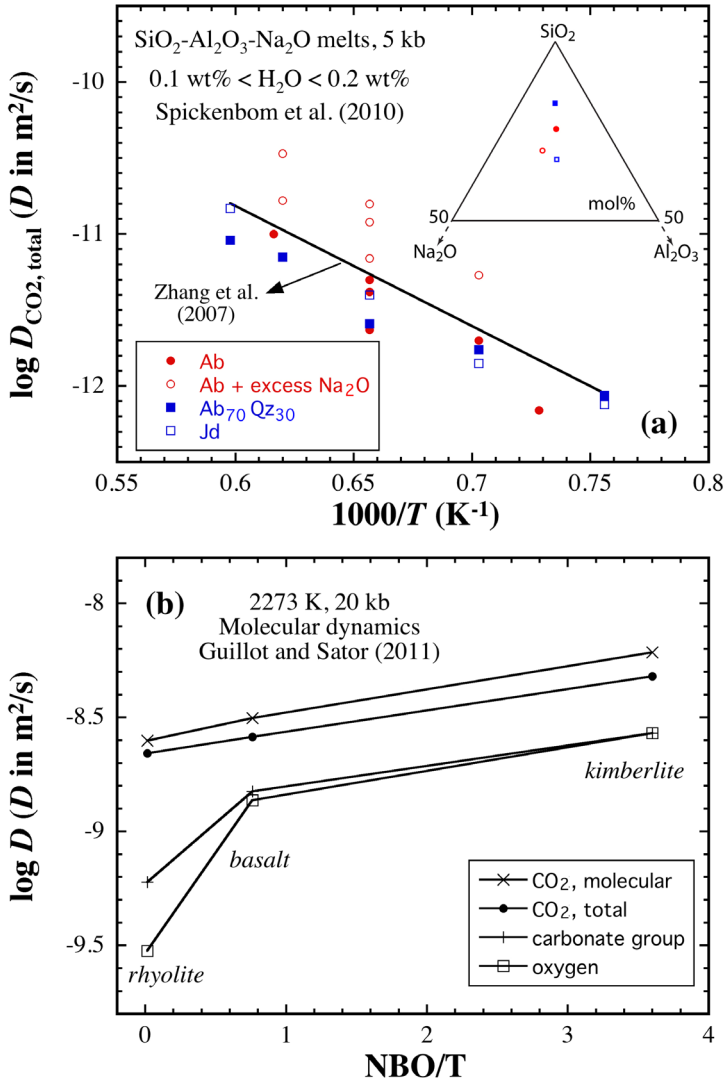 (a)
SiO₂-Al₂O₃-Na₂O melts, 5 kb
0.1 wt% < H₂O < 0.2 wt%
Spickenbom et al. (2010)
SiO₂
50
mol%
50
Na₂O
Al₂O₃
-10
-11
-12
log D_CO2, total (D in m²/s)
Zhang et al.
(2007)
Ab
Ab + excess Na₂O
Ab₇₀Qz₃₀
Jd
0.55
0.6
0.65
0.7
0.75
0.8
1000/T (K⁻¹)
(b)
2273 K, 20 kb
Molecular dynamics
Guillot and Sator (2011)
-8
-8.5
-9
-9.5
log D (D in m²/s)
kimberlite
basalt
rhyolite
CO₂, molecular
CO₂, total
carbonate group
oxygen
0
1
2
3
4
NBO/T